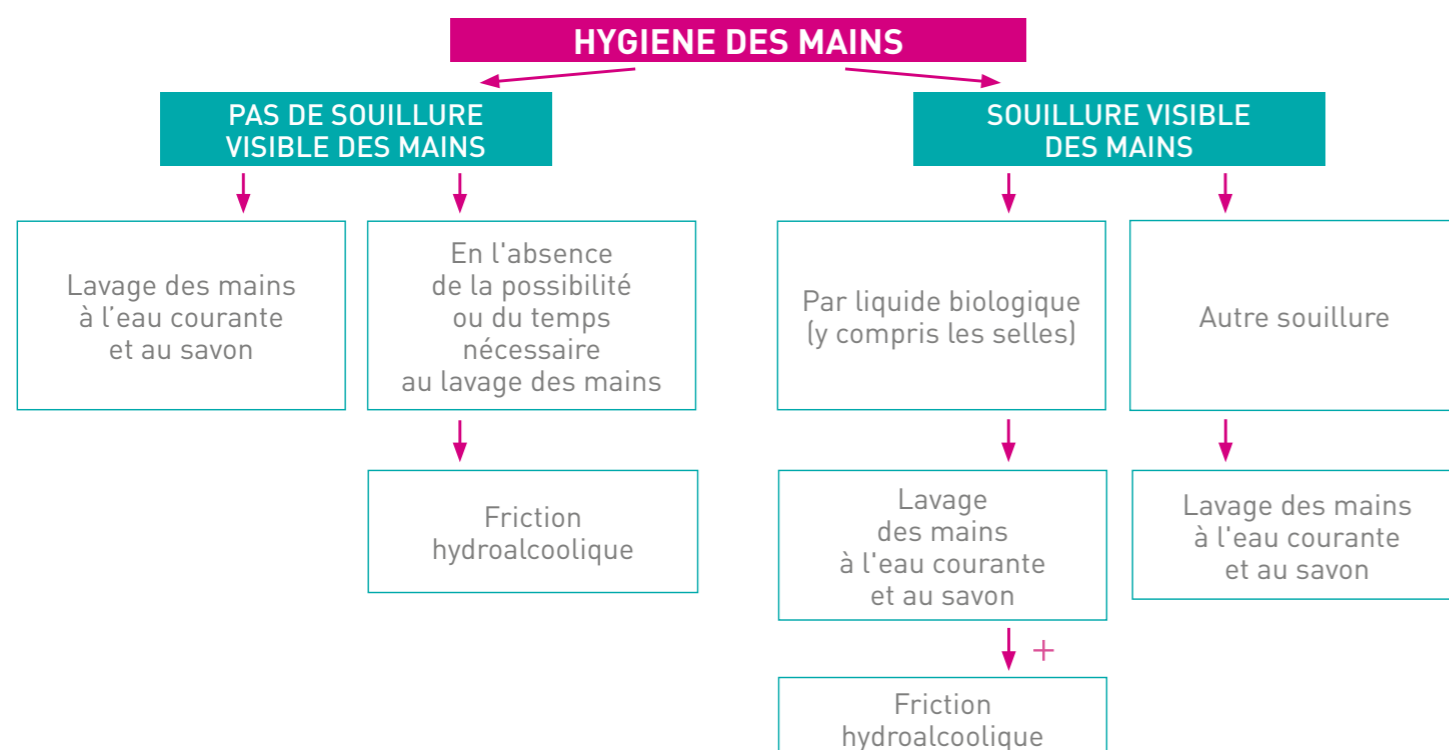 HYGIENE DES MAINS
PAS DE SOUILLURE
VISIBLE DES MAINS
SOUILLURE VISIBLE
DES MAINS
Lavage des mains
à l’eau courante
et au savon
En l'absence
de la possibilité
ou du temps
nécessaire
au lavage des mains
Par liquide biologique
(y compris les selles)
Autre souillure
Friction
hydroalcoolique
Lavage
des mains
à l'eau courante
et au savon
Lavage des mains
à l'eau courante
et au savon
+
Friction
hydroalcoolique